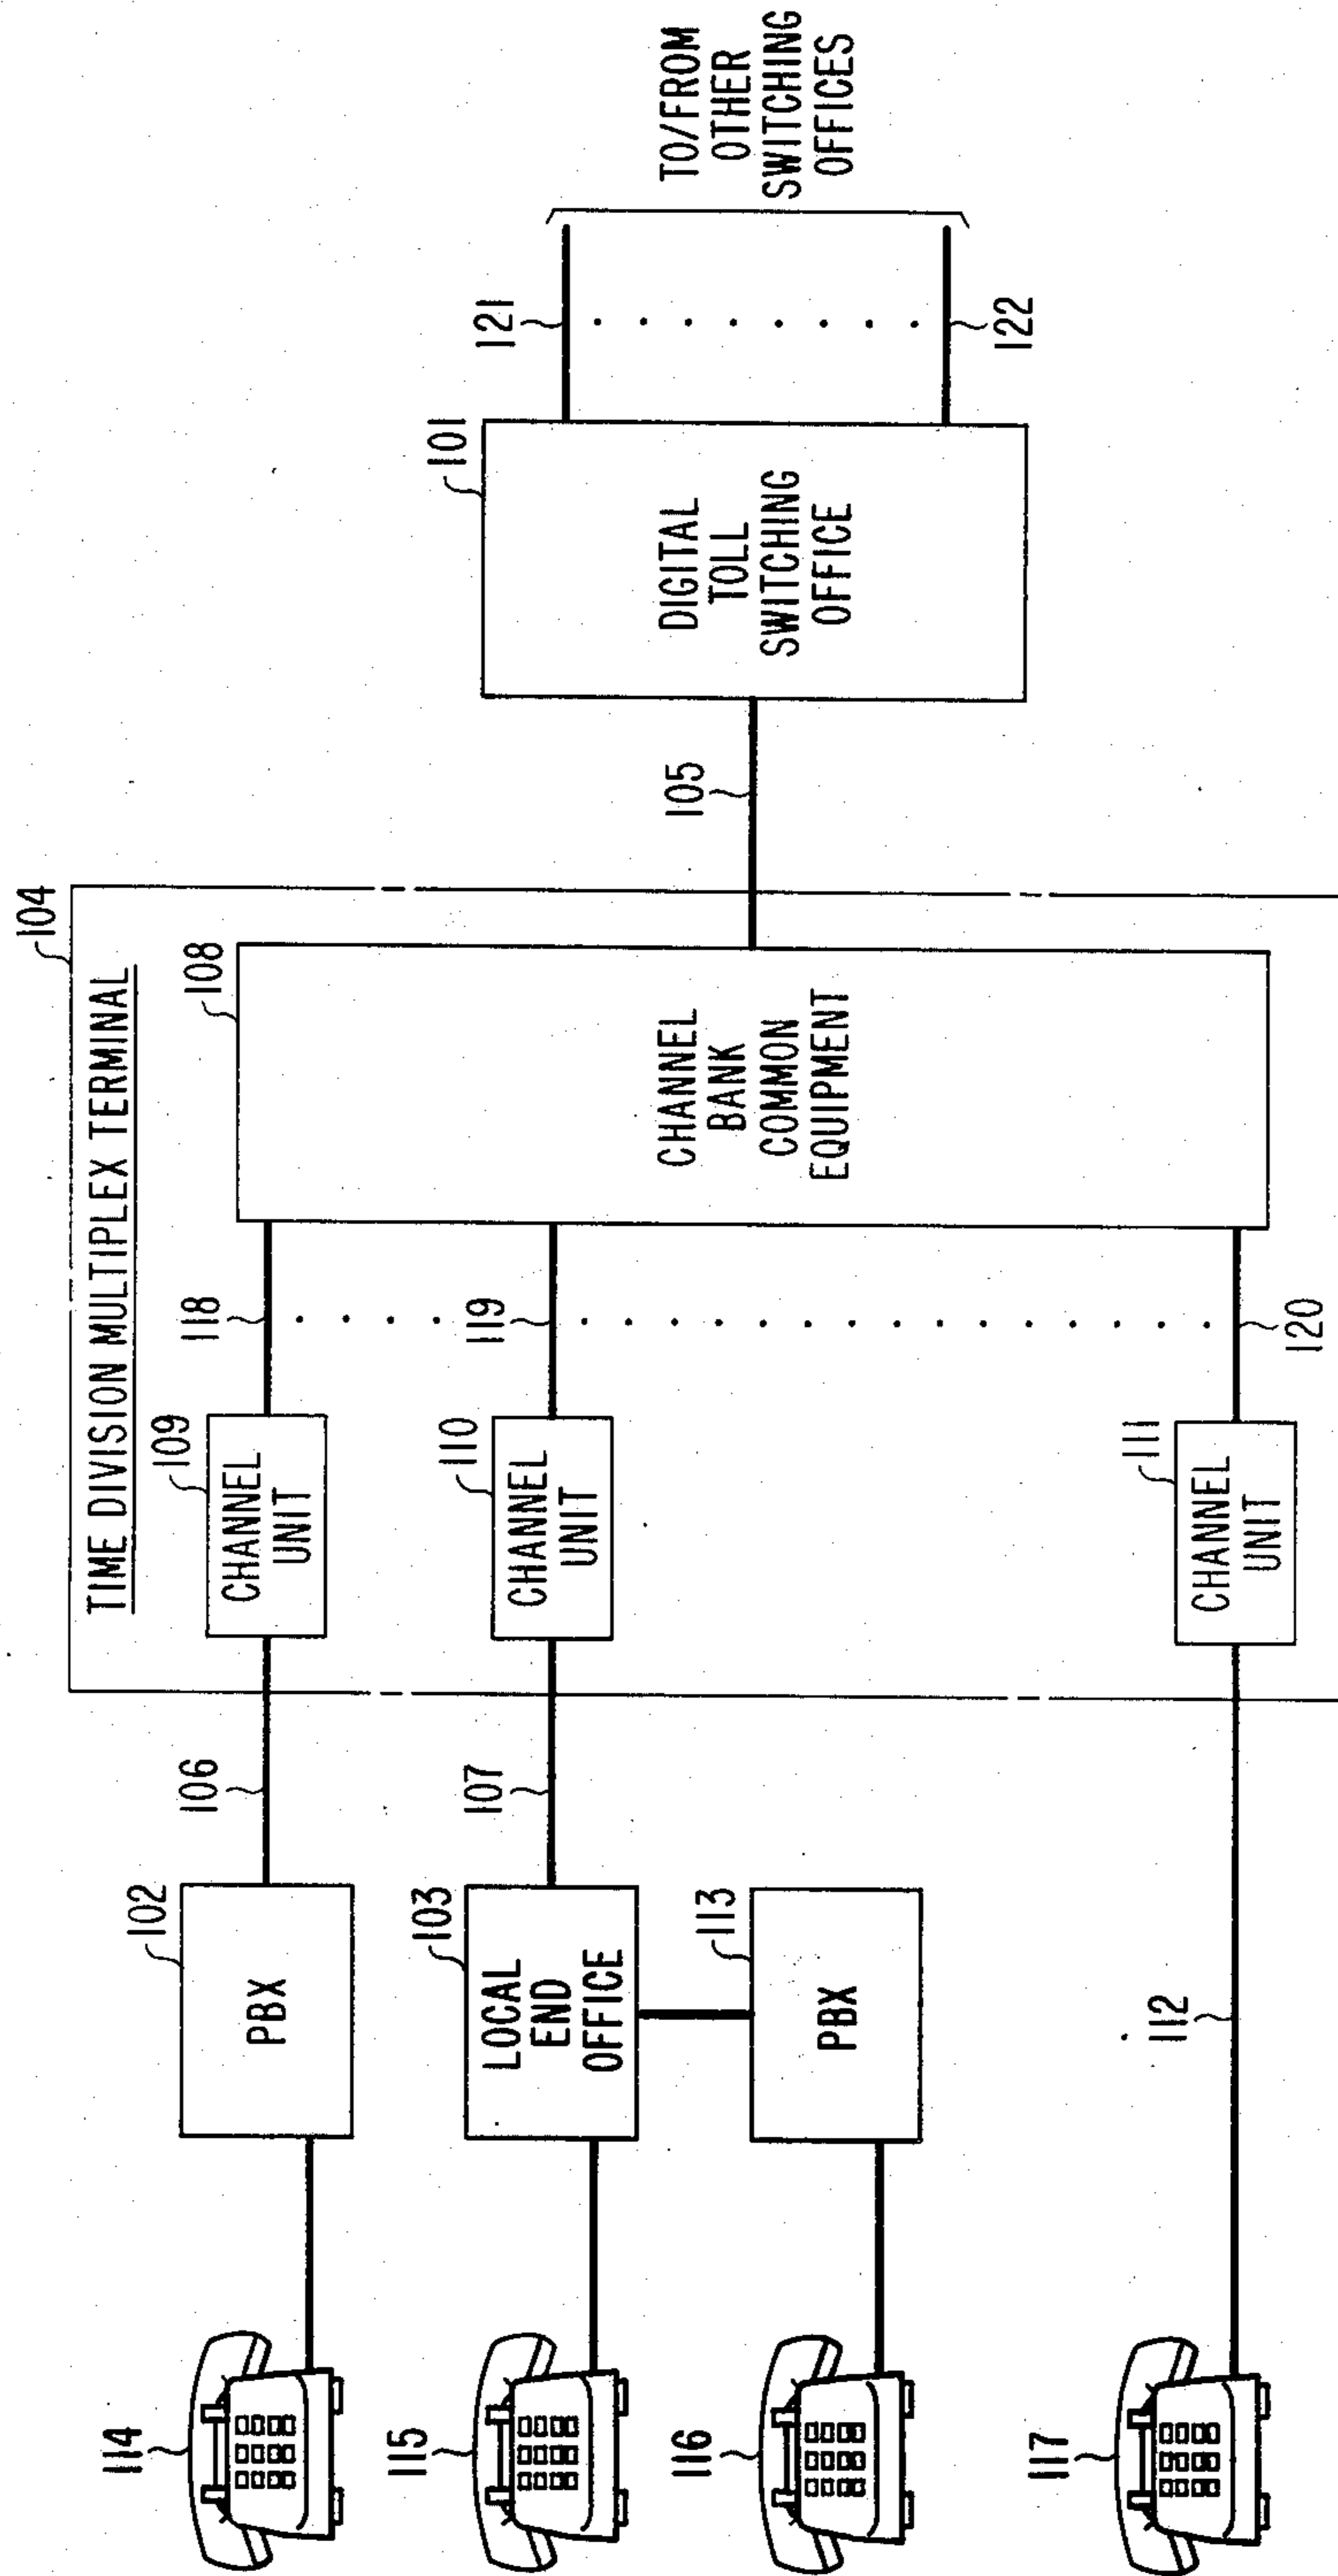 104
TIME DIVISION MULTIPLEX TERMINAL
114
102
PBX
106
109
CHANNEL
UNIT
118
108
CHANNEL
BANK
COMMON
EQUIPMENT
105
101
DIGITAL
TOLL
SWITCHING
OFFICE
121
122
TO/FROM
OTHER
SWITCHING
OFFICES
115
103
LOCAL
END
OFFICE
107
110
CHANNEL
UNIT
119
116
113
PBX
117
112
111
CHANNEL
UNIT
120